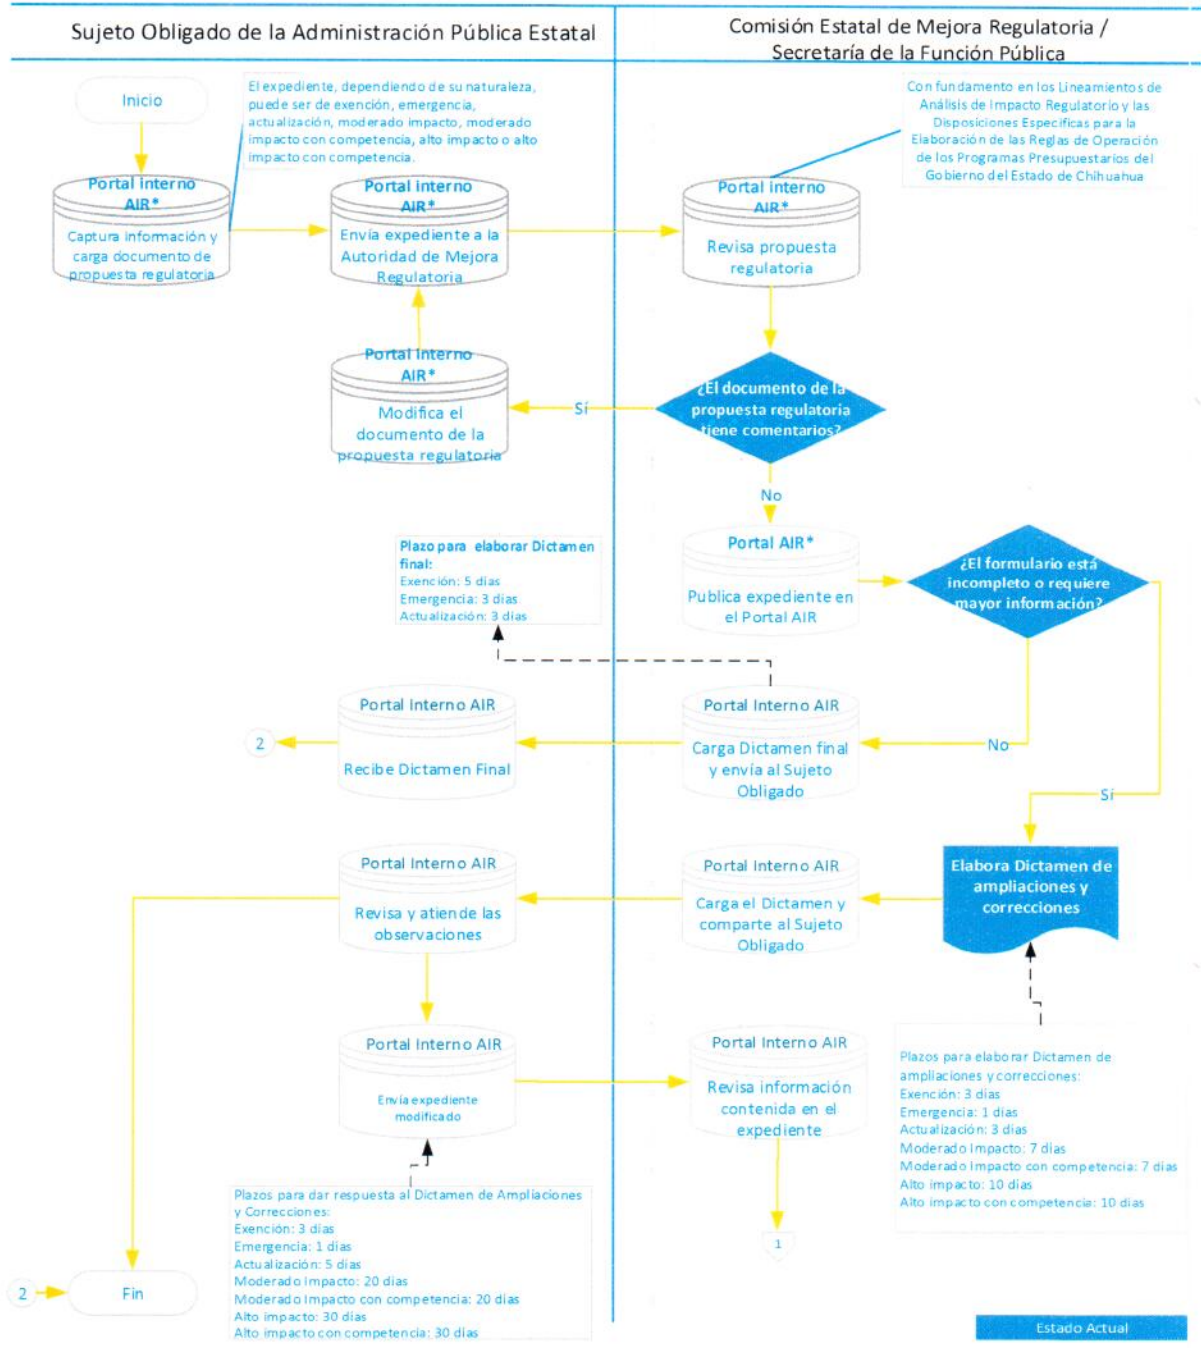 Sujeto Obligado de la Administración Pública Estatal
Comisión Estatal de Mejora Regulatoria /
Secretaría de la Función Pública
Inicio
El expediente, dependiendo de su naturaleza,
puede ser de exención, emergencia,
actualización, moderado impacto, moderado
impacto con competencia, alto impacto o alto
impacto con competencia.
Con fundamento en los Lineamientos de
Análisis de Impacto Regulatorio y las
Disposiciones Específicas para la
Elaboración de las Reglas de Operación
de los Programas Presupuestarios del
Gobierno del Estado de Chihuahua
Portal Interno
AIR*
Captura información y
carga documento de
propuesta regulatoria
Portal Interno
AIR*
Envía expediente a la
Autoridad de Mejora
Regulatoria
Portal Interno
AIR*
Revisa propuesta
regulatoria
Portal Interno
AIR*
Modifica el
documento de la
propuesta regulatoria
Sí
¿El documento de la
propuesta regulatoria
tiene comentarios?
No
Plazo para elaborar Dictamen
final:
Exención: 5 días
Emergencia: 3 días
Actualización: 3 días
Portal AIR*
Publica expediente en
el Portal AIR
¿El formulario está
incompleto o requiere
mayor información?
2
Portal Interno AIR
Recibe Dictamen Final
Portal Interno AIR
Carga Dictamen final
y envía al Sujeto
Obligado
No
Sí
Portal Interno AIR
Revisa y atiende las
observaciones
Portal Interno AIR
Carga el Dictamen y
comparte al Sujeto
Obligado
Elabora Dictamen de
ampliaciones y
correcciones
Portal Interno AIR
Envía expediente
modificado
Portal Interno AIR
Revisa información
contenida en el
expediente
Plazos para elaborar Dictamen de
ampliaciones y correcciones:
Exención: 3 días
Emergencia: 1 días
Actualización: 3 días
Moderado Impacto: 7 días
Moderado Impacto con competencia: 7 días
Alto impacto: 10 días
Alto impacto con competencia: 10 días
Plazos para dar respuesta al Dictamen de Ampliaciones
y Correcciones:
Exención: 3 días
Emergencia: 1 días
Actualización: 5 días
Moderado Impacto: 20 días
Moderado Impacto con competencia: 20 días
Alto impacto: 30 días
Alto impacto con competencia: 30 días
1
2
Fin
Estado Actual